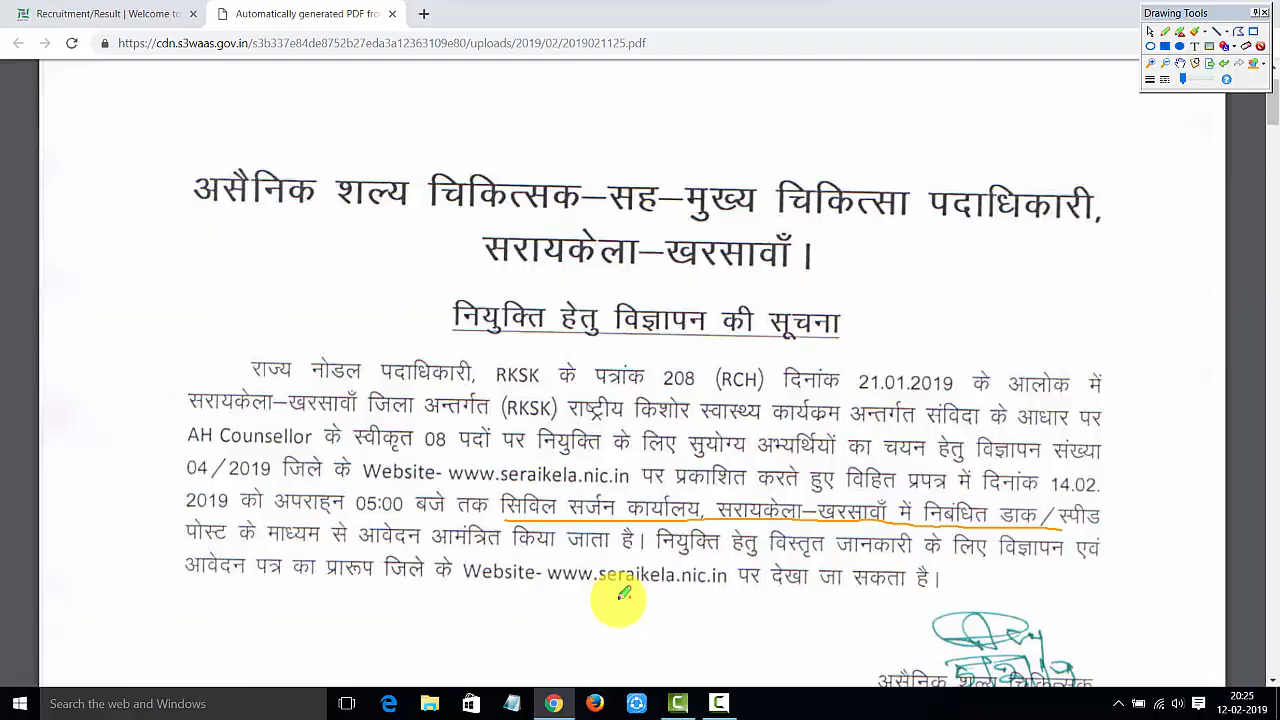 Recruitment/Result | Welcome to
Automatically generated PDF fro
Drawing Tools
https://cdn.s3waas.gov.in/s3b337e84de8752b27eda3a12363109e80/uploads/2019/02/2019021125.pdf
असैनिक शल्य चिकित्सक–सह–मुख्य चिकित्सा पदाधिकारी,
सरायकेला–खरसावाँ।
नियुक्ति हेतु विज्ञापन की सूचना
राज्य नोडल पदाधिकारी, RKSK के पत्रांक 208 (RCH) दिनांक 21.01.2019 के आलोक में
सरायकेला–खरसावाँ जिला अन्तर्गत (RKSK) राष्ट्रीय किशोर स्वास्थ्य कार्यक्रम अन्तर्गत संविदा के आधार पर
AH Counsellor के स्वीकृत 08 पदों पर नियुक्ति के लिए सुयोग्य अभ्यर्थियों का चयन हेतु विज्ञापन संख्या
04/2019 जिले के Website- www.seraikela.nic.in पर प्रकाशित करते हुए विहित प्रपत्र में दिनांक 14.02.
2019 को अपराह्न 05:00 बजे तक सिविल सर्जन कार्यालय, सरायकेला–खरसावाँ में निबंधित डाक/स्पीड
पोस्ट के माध्यम से आवेदन आमंत्रित किया जाता है। नियुक्ति हेतु विस्तृत जानकारी के लिए विज्ञापन एवं
आवेदन पत्र का प्रारूप जिले के Website- www.seraikela.nic.in पर देखा जा सकता है।
असैनिक शल्य चिकित्सक
Search the web and Windows
20:25
12-02-2019